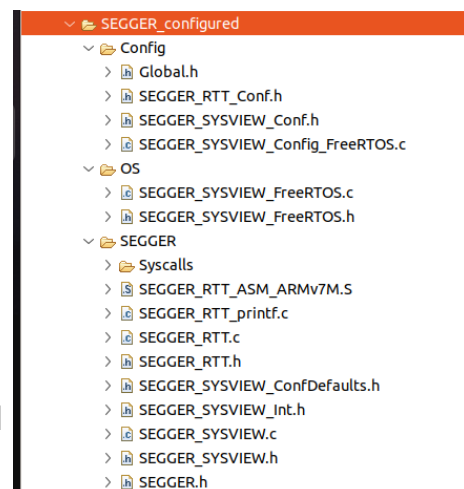 SEGGER_configured
Config
Global.h
SEGGER_RTT_Conf.h
SEGGER_SYSVIEW_Conf.h
SEGGER_SYSVIEW_Config_FreeRTOS.c
OS
SEGGER_SYSVIEW_FreeRTOS.c
SEGGER_SYSVIEW_FreeRTOS.h
SEGGER
Syscalls
SEGGER_RTT_ASM_ARMv7M.S
SEGGER_RTT_printf.c
SEGGER_RTT.c
SEGGER_RTT.h
SEGGER_SYSVIEW_ConfDefaults.h
SEGGER_SYSVIEW_Int.h
SEGGER_SYSVIEW.c
SEGGER_SYSVIEW.h
SEGGER.h